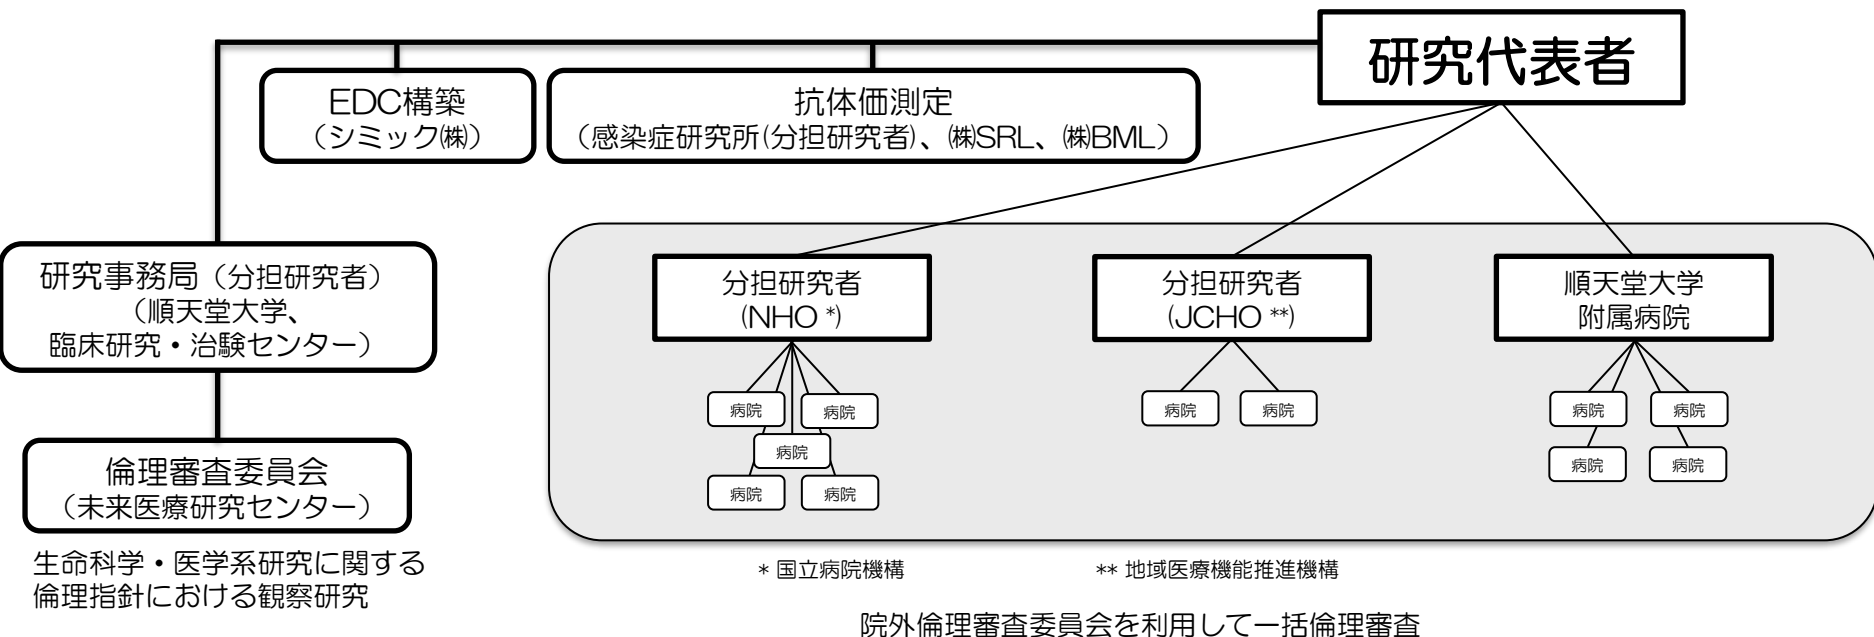 研究代表者
EDC構築
（シミック㈱）
抗体価測定
（感染症研究所(分担研究者)、㈱SRL、㈱BML）
研究事務局（分担研究者）
（順天堂大学、
臨床研究・治験センター）
倫理審査委員会
（未来医療研究センター）
生命科学・医学系研究に関する
倫理指針における観察研究
分担研究者
(NHO *)
病院
病院
病院
病院
病院
分担研究者
(JCHO **)
病院
病院
順天堂大学
附属病院
病院
病院
病院
病院
* 国立病院機構
** 地域医療機能推進機構
院外倫理審査委員会を利用して一括倫理審査